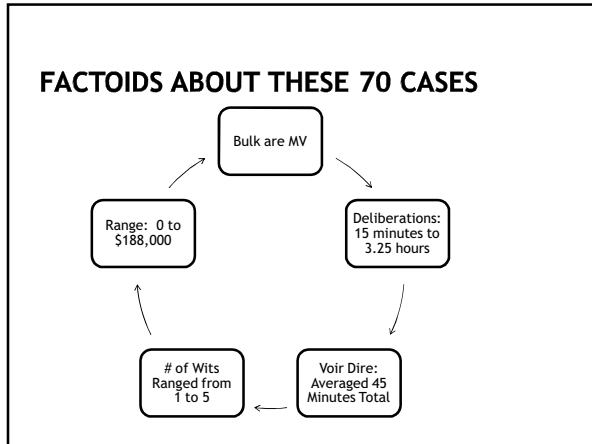 FACTOIDS ABOUT THESE 70 CASES
Bulk are MV
Deliberations:
15 minutes to
3.25 hours
Voir Dire:
Averaged 45
Minutes Total
# of Wits
Ranged from
1 to 5
Range: 0 to
$188,000